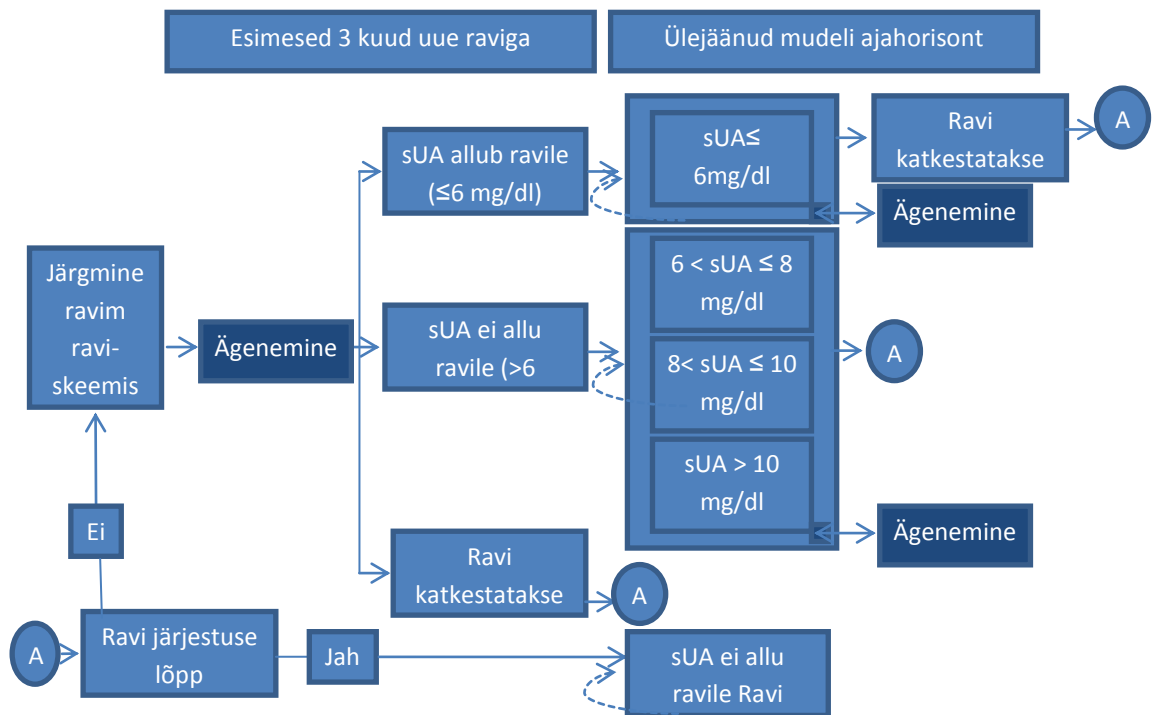 Esimesed 3 kuud uue raviga
Ülejäänud mudeli ajahorisont
sUA allub ravile
(≤6 mg/dl)
sUA≤
6mg/dl
Ravi
katkestatakse
A
Ägenemine
Järgmine
ravim
ravi-
skeemis
Ägenemine
sUA ei allu
ravile (>6
6 < sUA ≤ 8
mg/dl
8< sUA ≤ 10
mg/dl
sUA > 10
mg/dl
A
Ägenemine
Ei
Ravi
katkestatakse
A
A
Ravi järjestuse
lõpp
Jah
sUA ei allu
ravile Ravi